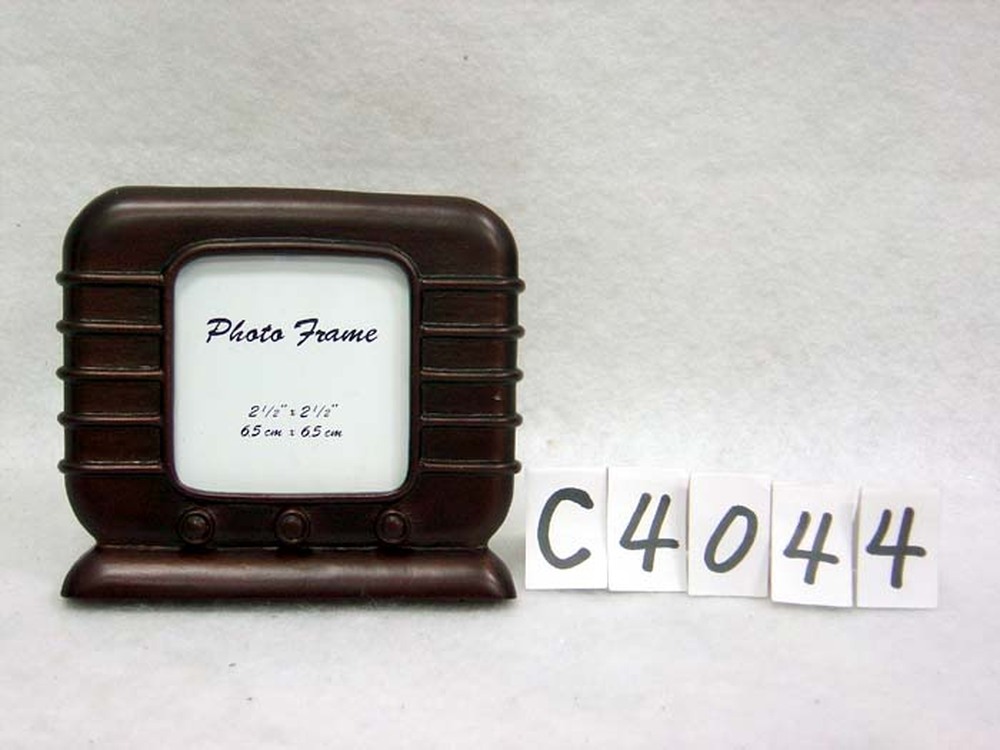 Photo Frame
2 1/2" x 2 1/2"
6.5 cm x 6.5 cm
C4044